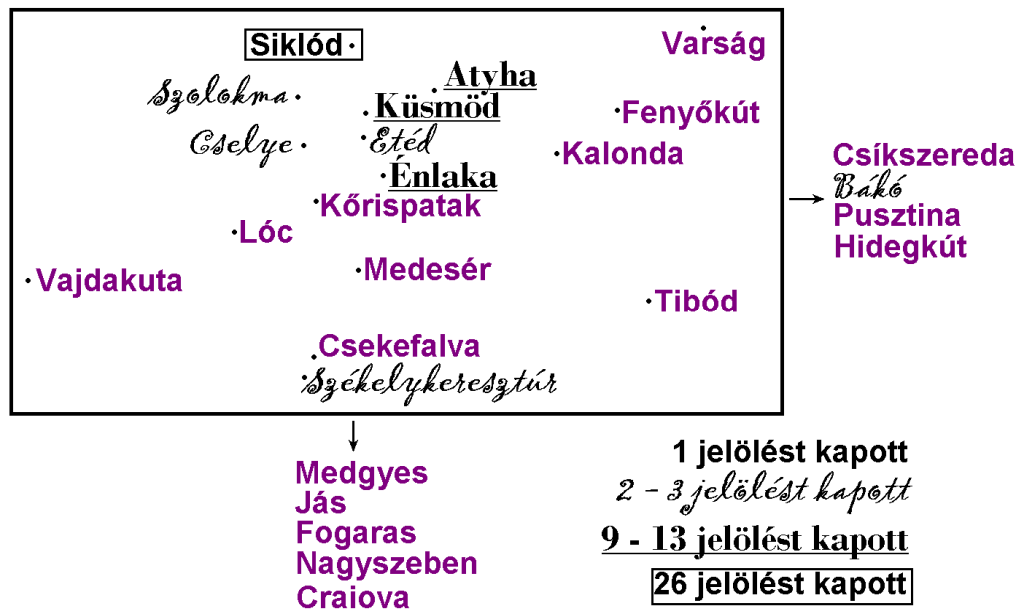 Siklód
Varság
Atyha
Szolokma
Küsmöd
Fenyőkút
Etéd
Cselye
Kalonda
Énlaka
Kőrispatak
Lóc
Medesér
Vajdakuta
Tibód
Csekefalva
Székelykeresztúr
Csíkszereda
Bákó
Pusztina
Hidegkút
Medgyes
Jás
Fogaras
Nagyszeben
Craiova
1 jelölést kapott
2 - 3 jelölést kapott
9 - 13 jelölést kapott
26 jelölést kapott